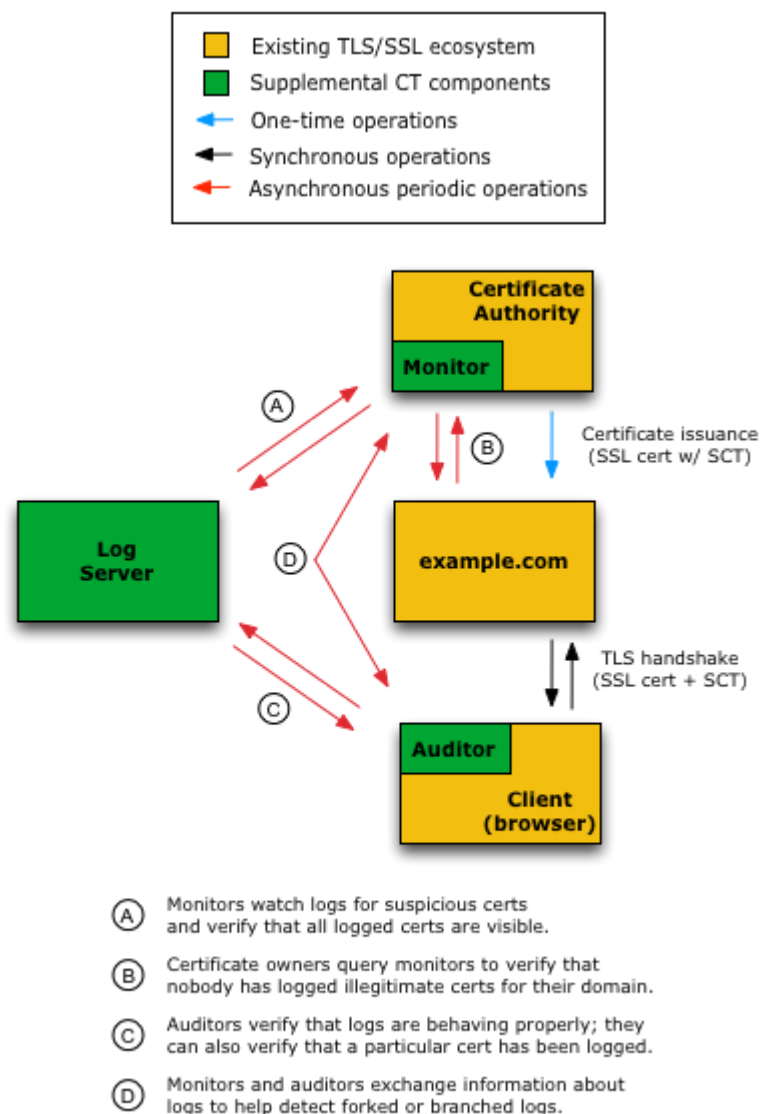 Existing TLS/SSL ecosystem
Supplemental CT components
One-time operations
Synchronous operations
Asynchronous periodic operations
Certificate
Authority
Monitor
A
B
Certificate issuance
(SSL cert w/ SCT)
Log
Server
D
example.com
TLS handshake
(SSL cert + SCT)
C
Auditor
Client
(browser)
A Monitors watch logs for suspicious certs
and verify that all logged certs are visible.
B Certificate owners query monitors to verify that
nobody has logged illegitimate certs for their domain.
C Auditors verify that logs are behaving properly; they
can also verify that a particular cert has been logged.
D Monitors and auditors exchange information about
logs to help detect forked or branched logs.